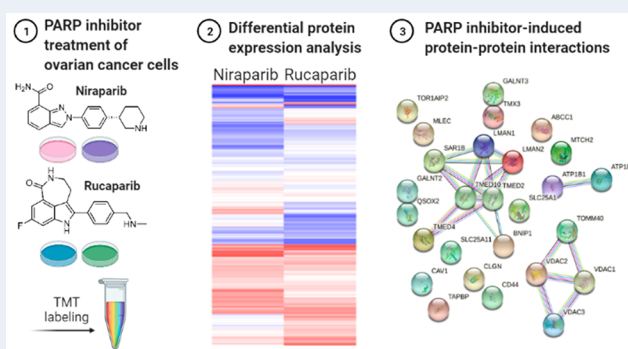 1 PARP inhibitor
treatment of
ovarian cancer cells
H₂N
O
Niraparib
N
N
NH
H
N
O
Rucaparib
F
N
H
HN
TMT
labeling
2 Differential protein
expression analysis
Niraparib Rucaparib
3 PARP inhibitor-induced
protein-protein interactions
GALNT3
TOR1AIP2
TMX3
MLEC
ABCC1
LMAN1
MTCH2
SAR1B
LMAN2
ATP1B1
GALNT2
TMED10
TMED2
SLC25A1
QSOX2
TOMM40
TMED4
BNIP1
SLC25A11
VDAC2
VDAC1
CLGN
CAV1
CD44
TAPBP
VDAC3